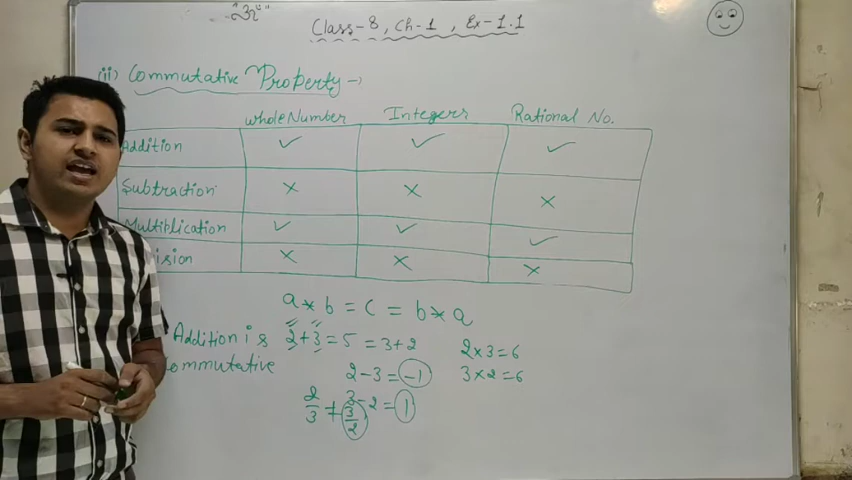 "ॐ"
Class-8, Ch-1, Ex-1.1
(ii) Commutative Property →
whole Number Integers Rational No.
Addition ✓ ✓ ✓
Subtraction × × ×
Multiplication ✓ ✓ ✓
ision × × ×
a * b = c = b * a
Addition is
ommutative
2+3 = 5 = 3+2
2-3 = -1
3-2 = 1
2/3 ≠ 3/2
2×3=6
3×2=6